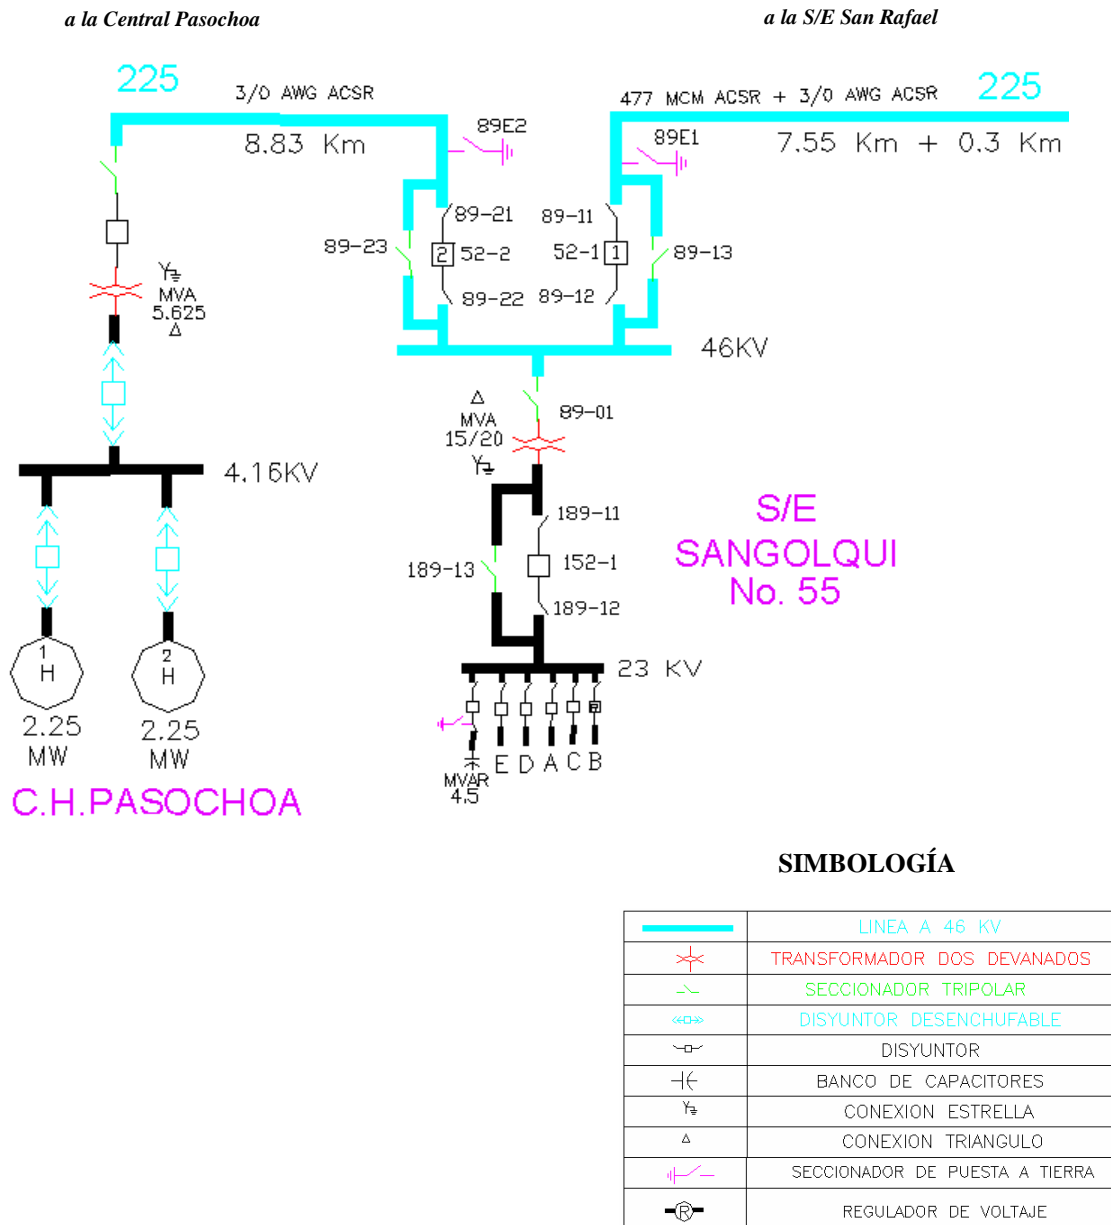 a la Central Pasochoa
a la S/E San Rafael
225
3/0 AWG ACSR
8.83 Km
477 MCM ACSR + 3/0 AWG ACSR
225
7.55 Km + 0.3 Km
89E2
89E1
89-21
89-11
89-23
2
52-2
52-1
1
89-13
89-22
89-12
MVA
5.625
46KV
MVA
15/20
89-01
4.16KV
189-11
189-13
152-1
189-12
S/E
SANGOLQUI
No. 55
1
H
2
H
2.25
MW
2.25
MW
23 KV
E D A C B
MVAR
4.5
C.H.PASOCHOA
SIMBOLOGÍA
LINEA A 46 KV
TRANSFORMADOR DOS DEVANADOS
SECCIONADOR TRIPOLAR
DISYUNTOR DESENCHUFABLE
DISYUNTOR
BANCO DE CAPACITORES
CONEXION ESTRELLA
CONEXION TRIANGULO
SECCIONADOR DE PUESTA A TIERRA
R
REGULADOR DE VOLTAJE